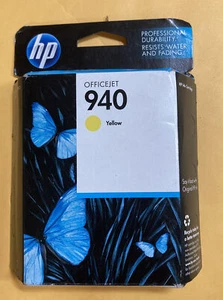 hp
PROFESSIONAL
DURABILITY
RESISTS WATER
AND FADING
OFFICEJET
940
Yellow